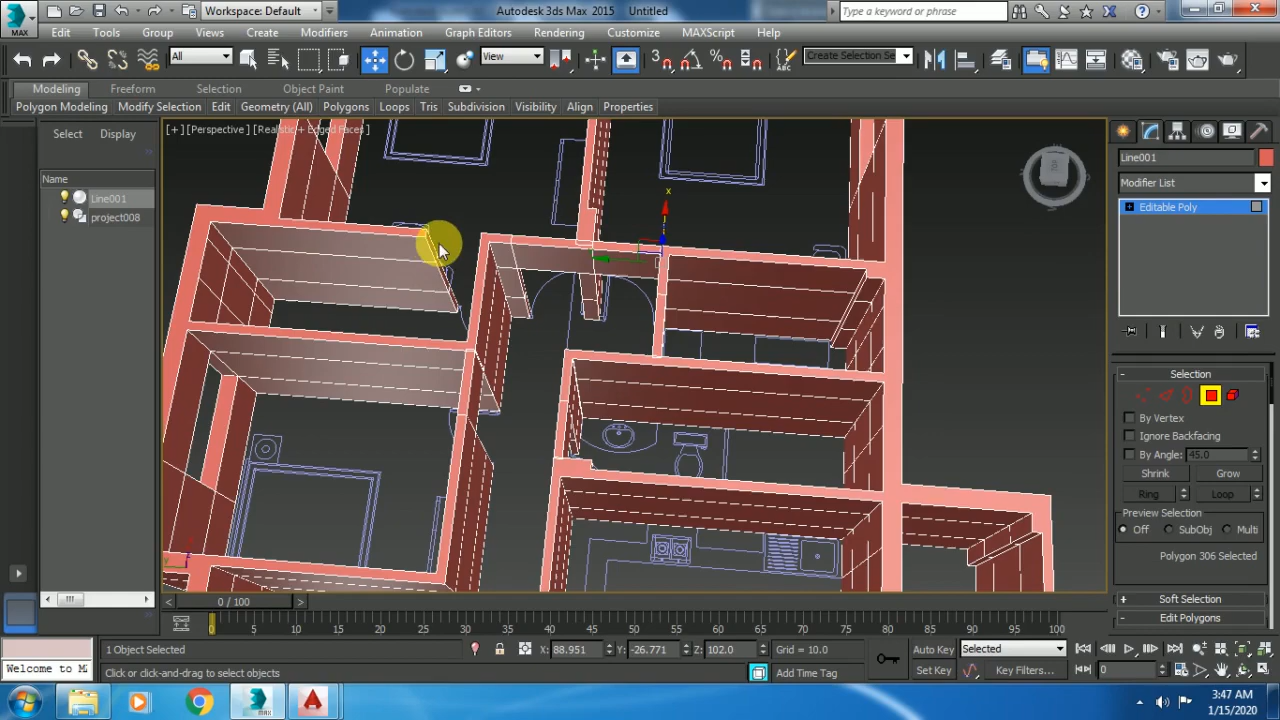 MAX
Workspace: Default
Autodesk 3ds Max 2015 Untitled
Type a keyword or phrase
Edit Tools Group Views Create Modifiers Animation Graph Editors Rendering Customize MAXScript Help
All
View
Create Selection Se
Modeling Freeform Selection Object Paint Populate
Polygon Modeling Modify Selection Edit Geometry (All) Polygons Loops Tris Subdivision Visibility Align Properties
Select Display
[+] [Perspective] [Realistic + Edged Faces]
Name
Line001
project008
x
Line001
Modifier List
Editable Poly
Selection
By Vertex
Ignore Backfacing
By Angle: 45.0
Shrink Grow
Ring Loop
Preview Selection
Off SubObj Multi
Polygon 306 Selected
Soft Selection
Edit Polygons
0 / 100
0 5 10 15 20 25 30 35 40 45 50 55 60 65 70 75 80 85 90 95 100
1 Object Selected
X: 88.951 Y: -26.771 Z: 102.0 Grid = 10.0
Auto Key Selected
Welcome to M
Click or click-and-drag to select objects
Add Time Tag
Set Key Key Filters...
0
3:47 AM
1/15/2020